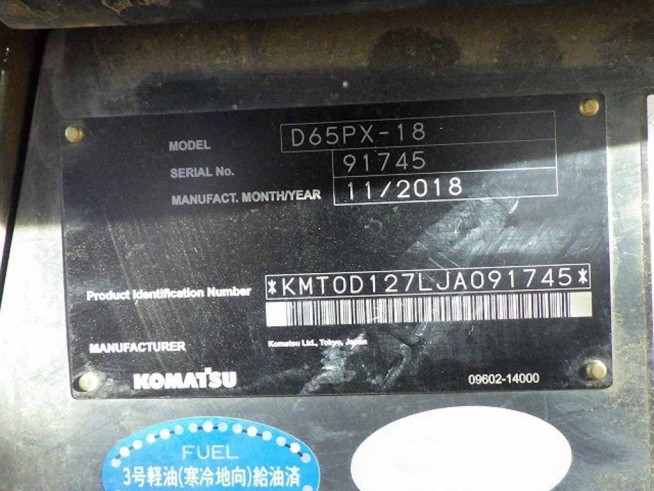 MODEL D65PX-18
SERIAL No. 91745
MANUFACT. MONTH/YEAR 11/2018
Product Identification Number *KMT0D127LJA091745*
MANUFACTURER Komatsu Ltd., Tokyo, Japan
KOMATSU 09602-14000
FUEL
3号軽油(寒冷地向)給油済